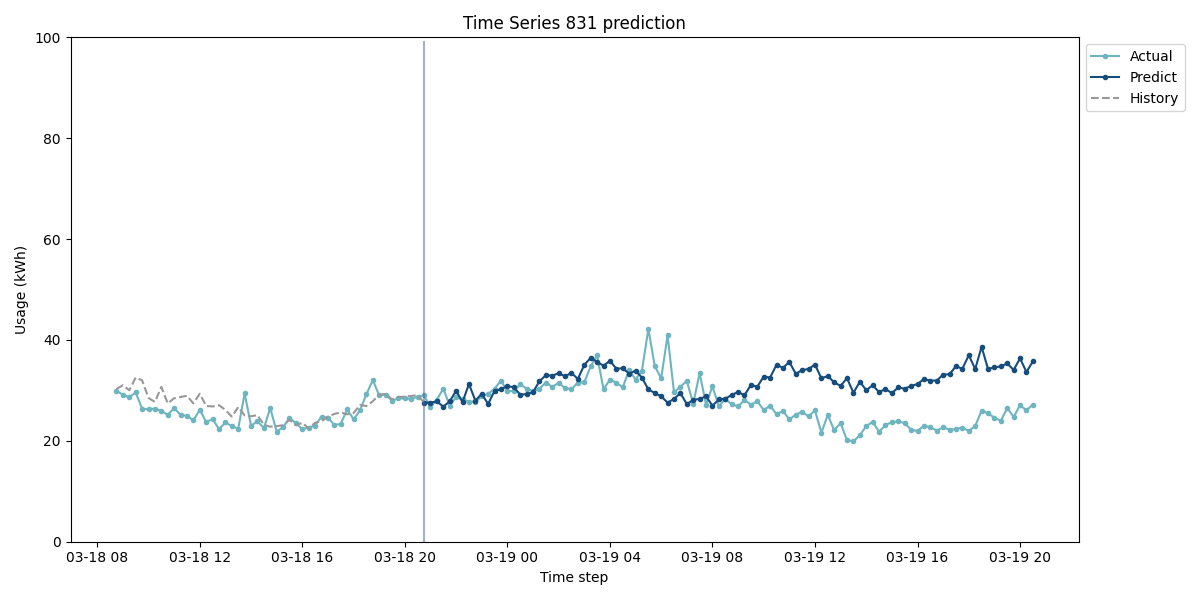 Time Series 831 prediction
Usage (kWh)
100
80
60
40
20
0
03-18 08
03-18 12
03-18 16
03-18 20
03-19 00
03-19 04
03-19 08
03-19 12
03-19 16
03-19 20
Time step
Actual
Predict
History